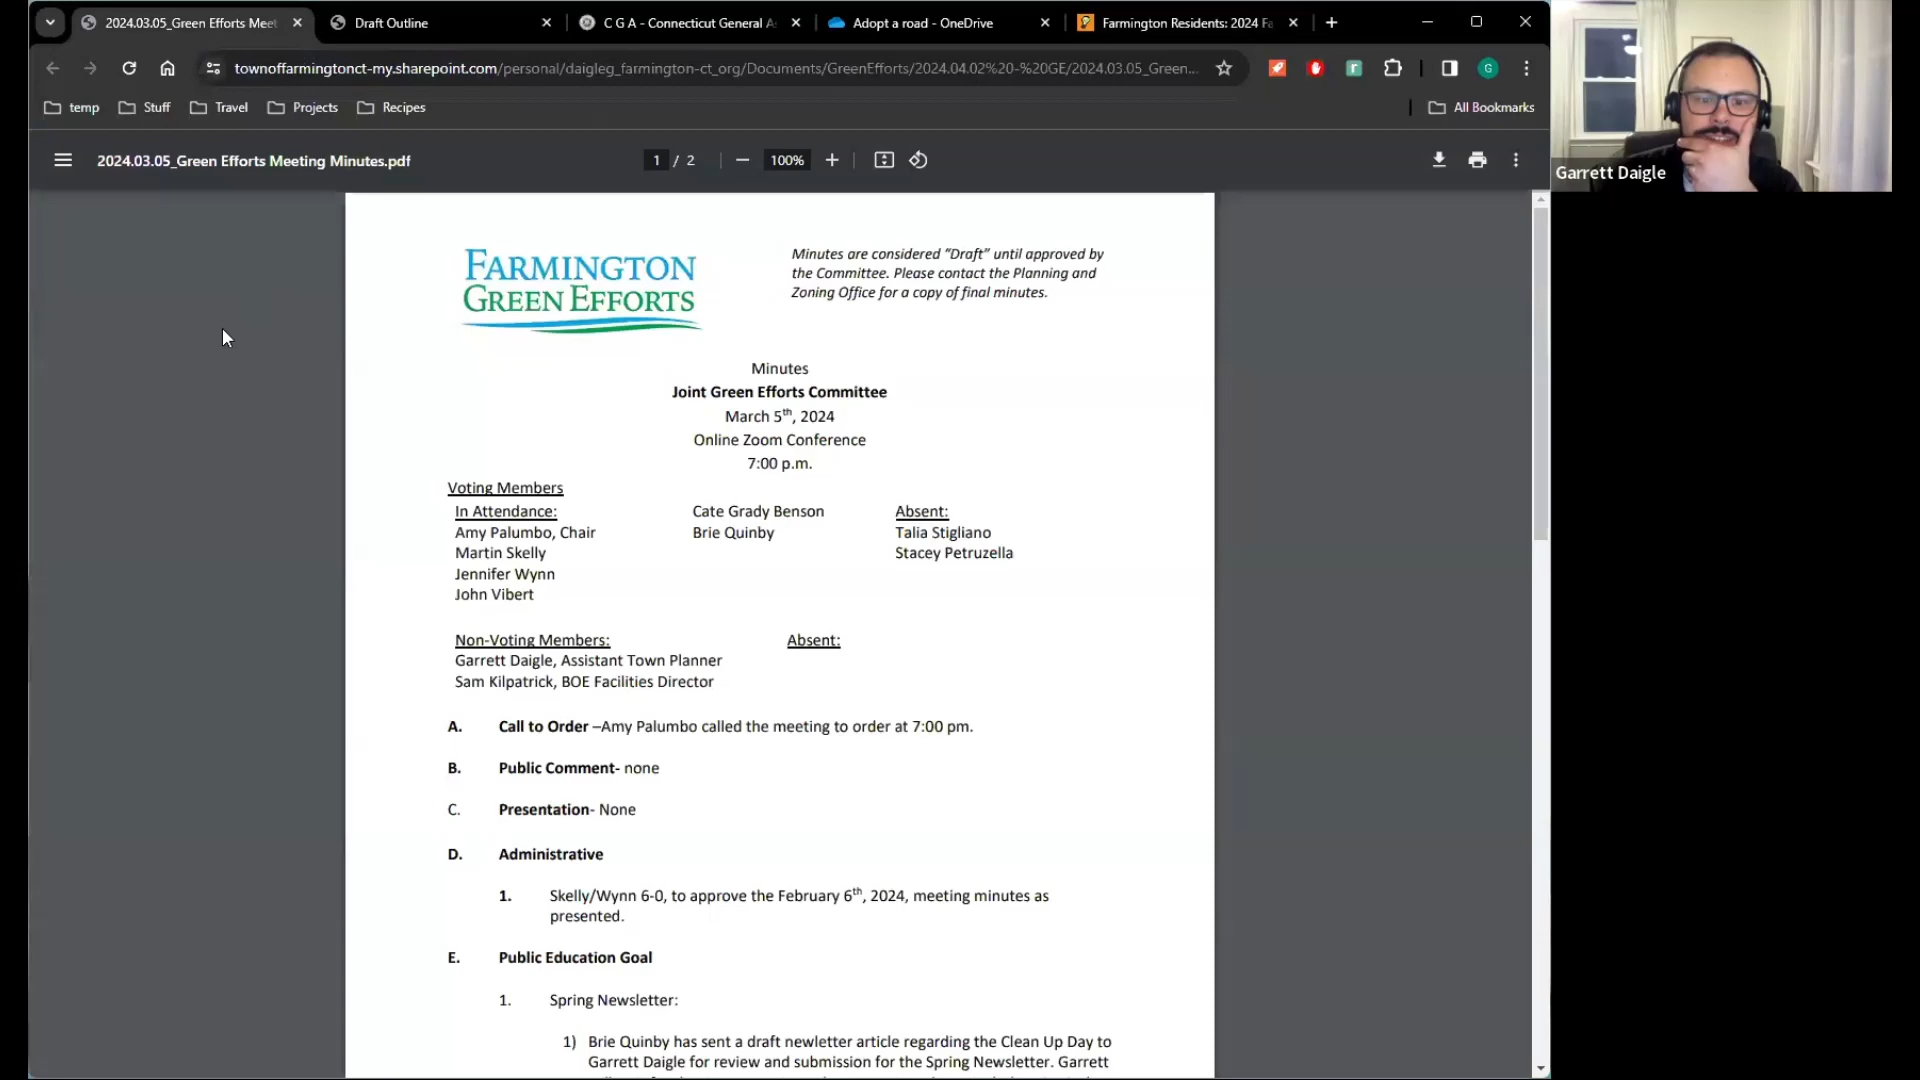 2024.03.05_Green Efforts Meet
Draft Outline
C G A - Connecticut General A
Adopt a road - OneDrive
Farmington Residents: 2024 Fa
townoffarmingtonct-my.sharepoint.com/personal/daigleg_farmington-ct_org/Documents/GreenEfforts/2024.04.02%20-%20GE/2024.03.05_Green...
G
temp
Stuff
Travel
Projects
Recipes
All Bookmarks
2024.03.05_Green Efforts Meeting Minutes.pdf
1 / 2
100%
Garrett Daigle
FARMINGTON
GREEN EFFORTS
Minutes are considered “Draft” until approved by
the Committee. Please contact the Planning and
Zoning Office for a copy of final minutes.
Minutes
Joint Green Efforts Committee
March 5th, 2024
Online Zoom Conference
7:00 p.m.
Voting Members
In Attendance: Cate Grady Benson Absent:
Amy Palumbo, Chair Brie Quinby Talia Stigliano
Martin Skelly Stacey Petruzella
Jennifer Wynn
John Vibert
Non-Voting Members: Absent:
Garrett Daigle, Assistant Town Planner
Sam Kilpatrick, BOE Facilities Director
A. Call to Order –Amy Palumbo called the meeting to order at 7:00 pm.
B. Public Comment- none
C. Presentation- None
D. Administrative
1. Skelly/Wynn 6-0, to approve the February 6th, 2024, meeting minutes as
presented.
E. Public Education Goal
1. Spring Newsletter:
1) Brie Quinby has sent a draft newletter article regarding the Clean Up Day to
Garrett Daigle for review and submission for the Spring Newsletter. Garrett